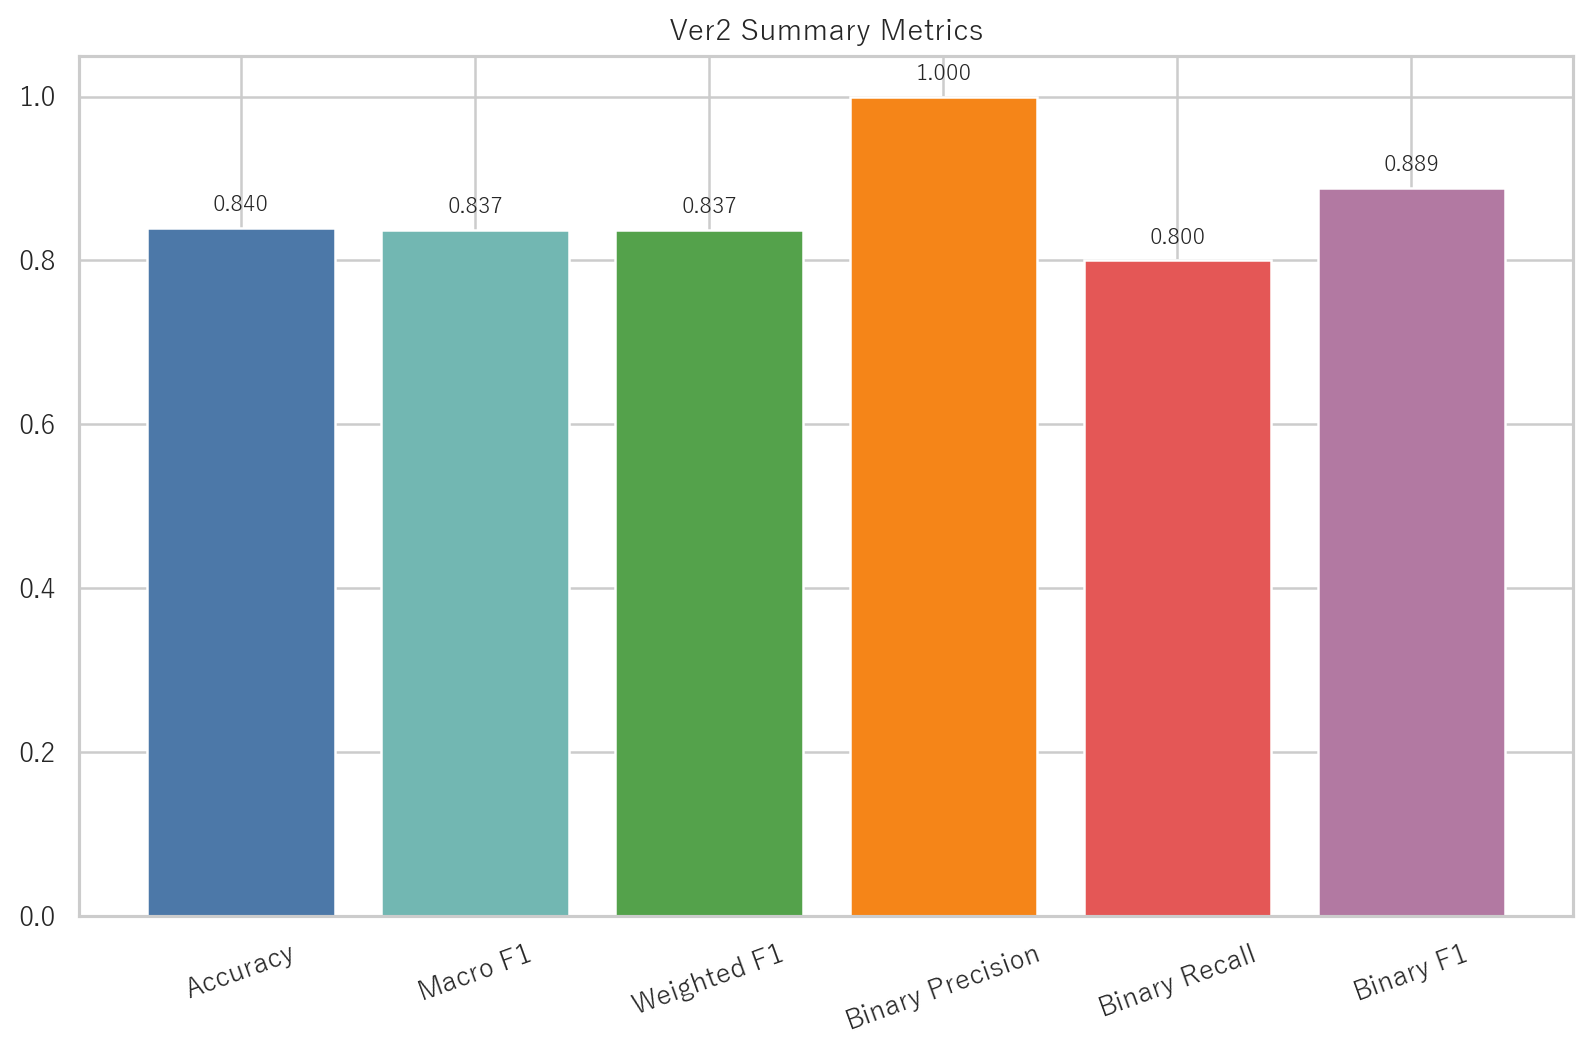 Ver2 Summary Metrics
1.000
1.0
0.889
0.840
0.837
0.837
0.800
0.8
0.6
0.4
0.2
0.0
Accuracy
Macro F1
Weighted F1
Binary Precision
Binary Recall
Binary F1